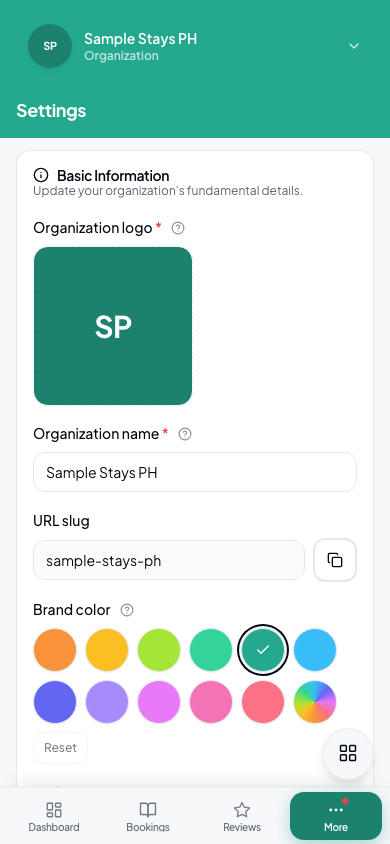 SP
Sample Stays PH
Organization
Settings
Basic Information
Update your organization's fundamental details.
Organization logo *
SP
Organization name *
Sample Stays PH
URL slug
sample-stays-ph
Brand color
Reset
Dashboard
Bookings
Reviews
More